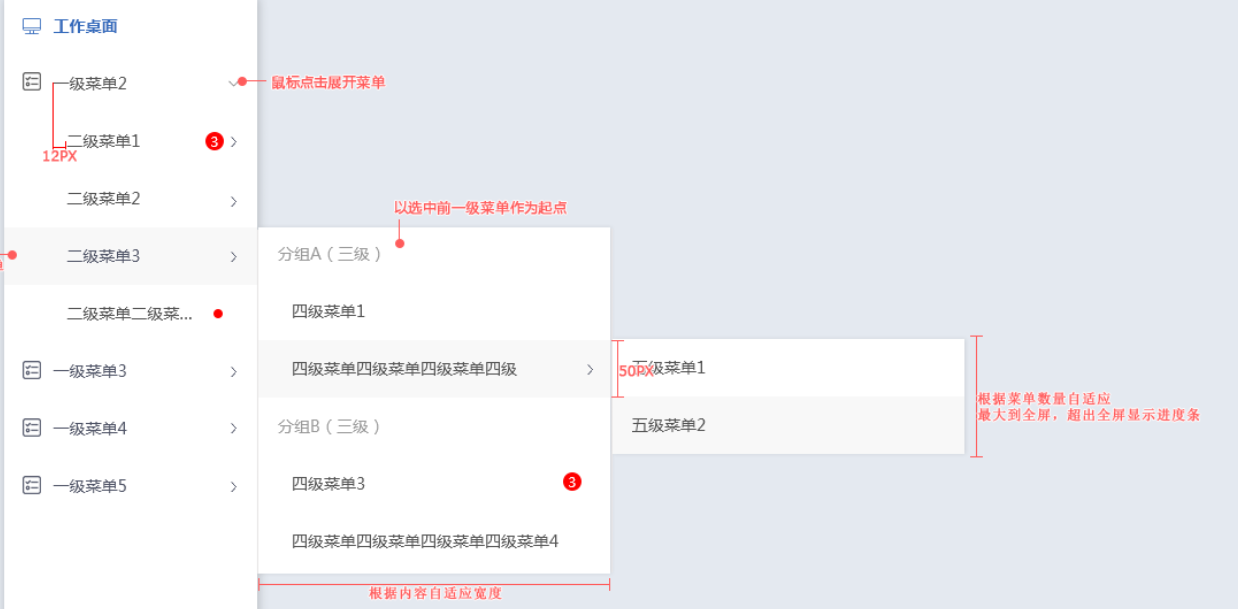 工作桌面
一级菜单2
鼠标点击展开菜单
二级菜单1
3
12PX
二级菜单2
以选中前一级菜单作为起点
二级菜单3
分组A（三级）
四级菜单1
二级菜单二级菜...
四级菜单四级菜单四级菜单四级
50PX
五级菜单1
一级菜单3
根据菜单数量自适应
最大到全屏，超出全屏显示进度条
一级菜单4
分组B（三级）
五级菜单2
一级菜单5
四级菜单3
3
四级菜单四级菜单四级菜单四级菜单4
根据内容自适应宽度